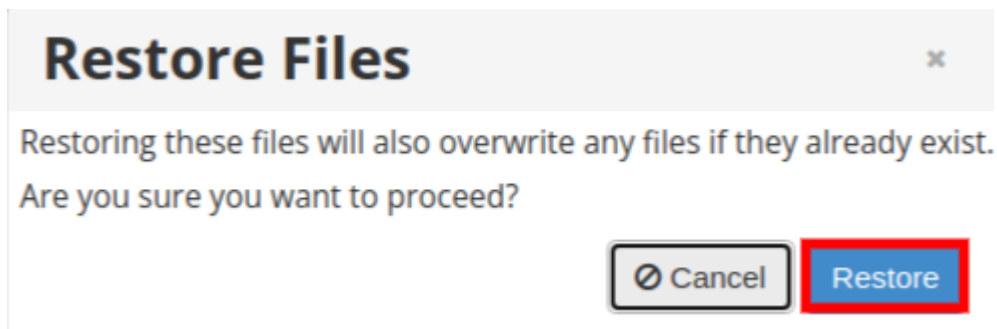 Restore Files
Restoring these files will also overwrite any files if they already exist.
Are you sure you want to proceed?
Cancel Restore